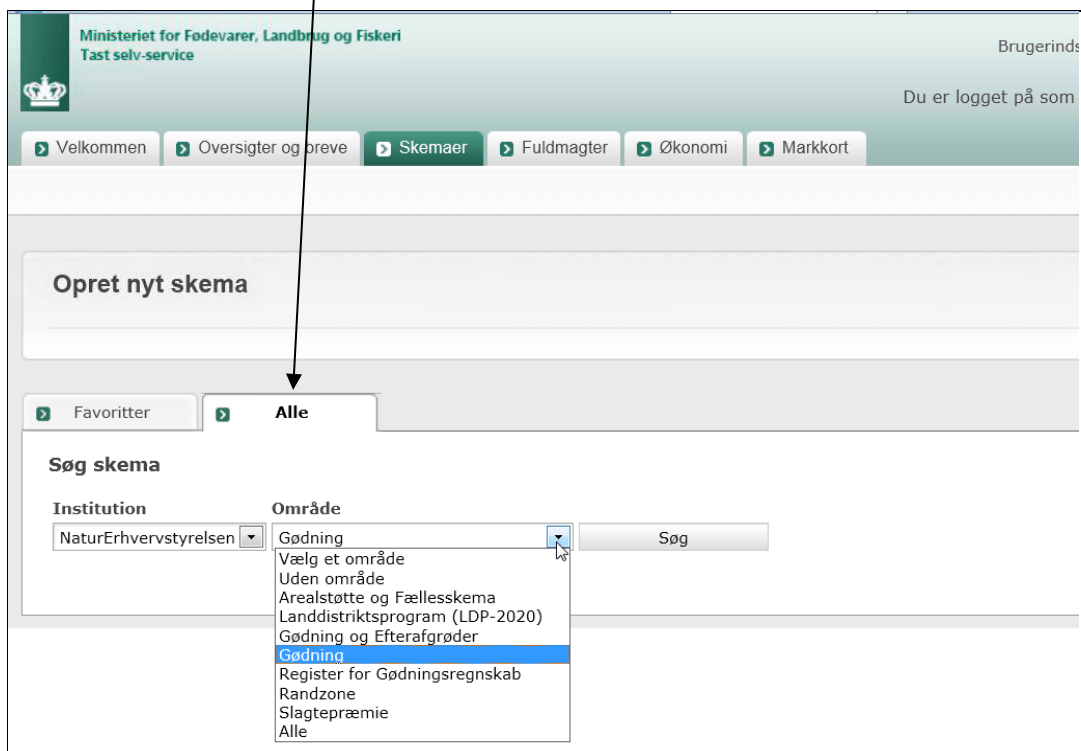 Ministeriet for Fødevarer, Landbrug og Fiskeri
Tast selv-service
Brugerinds
Du er logget på som
Velkommen
Oversigter og breve
Skemaer
Fuldmagter
Økonomi
Markkort
Opret nyt skema
Favoritter
Alle
Søg skema
Institution
Område
NaturErhvervstyrelsen
Gødning
Søg
Vælg et område
Uden område
Arealstøtte og Fællesskema
Landdistriktsprogram (LDP-2020)
Gødning og Efterafgrøder
Gødning
Register for Gødningsregnskab
Randzone
Slagtepræmie
Alle